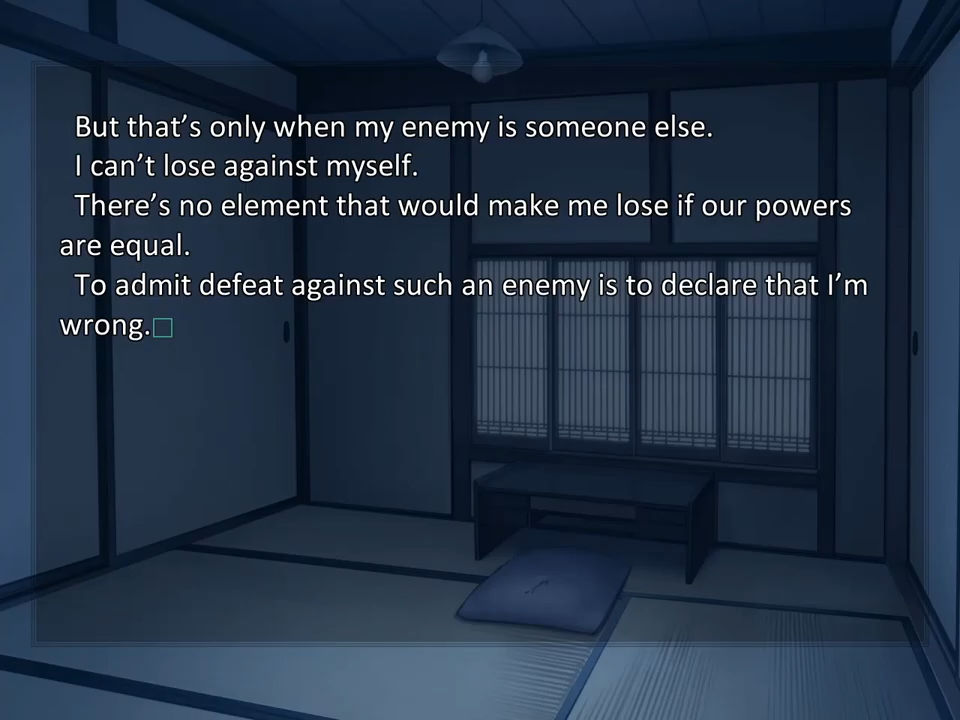 But that’s only when my enemy is someone else.
I can’t lose against myself.
There’s no element that would make me lose if our powers
are equal.
To admit defeat against such an enemy is to declare that I’m
wrong.